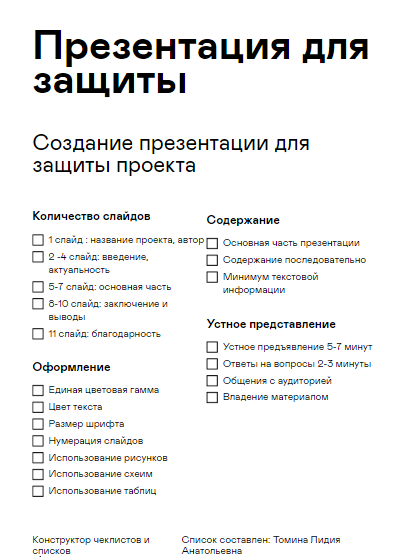 Презентация для
защиты
Создание презентации для
защиты проекта
Количество слайдов
1 слайд : название проекта, автор
2 -4 слайд: введение,
актуальность
5-7 слайд: основная часть
8-10 слайд: заключение и
выводы
11 слайд: благодарность
Оформление
Единая цветовая гамма
Цвет текста
Размер шрифта
Нумерация слайдов
Использование рисунков
Использование схеим
Использование таблиц
Содержание
Основная часть презентации
Содержание последовательно
Минимум текстовой
информации
Устное представление
Устное предъявление 5-7 минут
Ответы на вопросы 2-3 минуты
Общения с аудиторией
Владение материалом
Конструктор чеклистов и
списков
Список составлен: Томина Лидия
Анатольевна